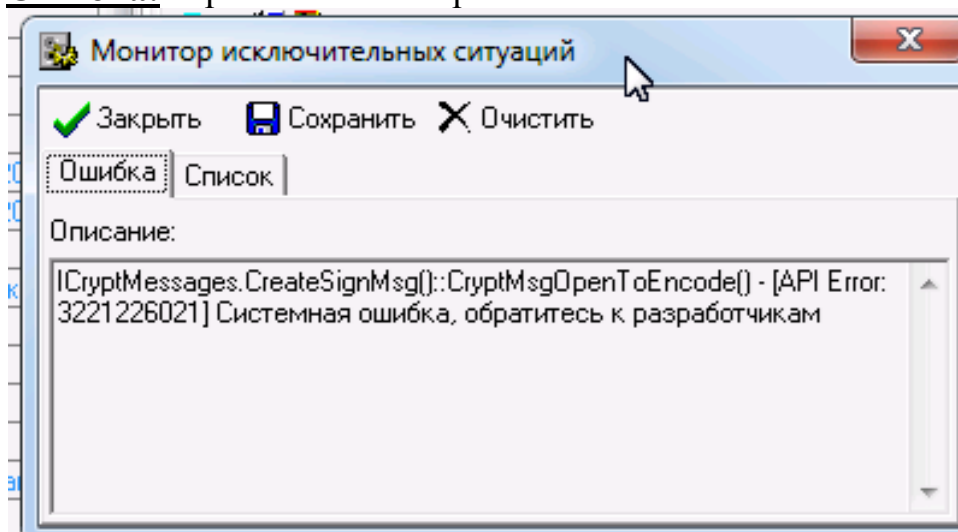 Монитор исключительных ситуаций
Закрыть Сохранить Очистить
Ошибка Список
Описание:
ICryptMessages.CreateSignMsg()::CryptMsgOpenToEncode() - [API Error:
3221226021] Системная ошибка, обратитесь к разработчикам